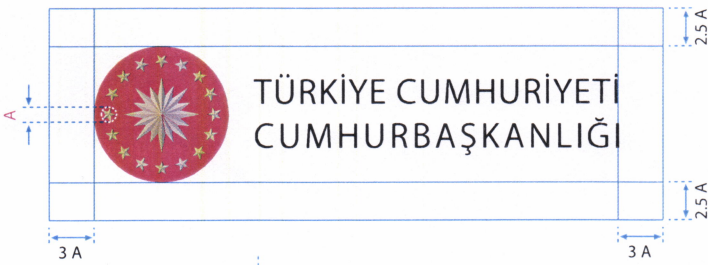 2.5 A
TÜRKİYE CUMHURİYETİ
CUMHURBAŞKANLIĞI
A
2.5 A
3 A
3 A